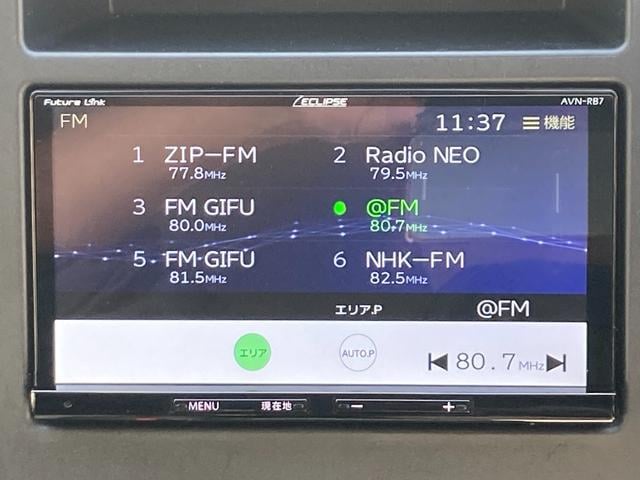 Future Link ECLIPSE AVN-RB7
FM 11:37 機能
1 ZIP-FM 2 Radio NEO
77.8MHz 79.5MHz
3 FM GIFU @FM
80.0MHz 80.7MHz
5 FM GIFU 6 NHK-FM
81.5MHz 82.5MHz
エリア.P @FM
エリア AUTO.P 80.7MHz
MENU 現在地 − +